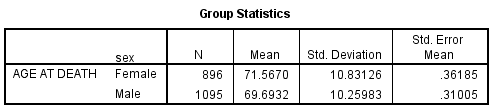 Group Statistics
sex N Mean Std. Deviation Std. Error Mean
AGE AT DEATH Female 896 71.5670 10.83126 .36185
Male 1095 69.6932 10.25983 .31005